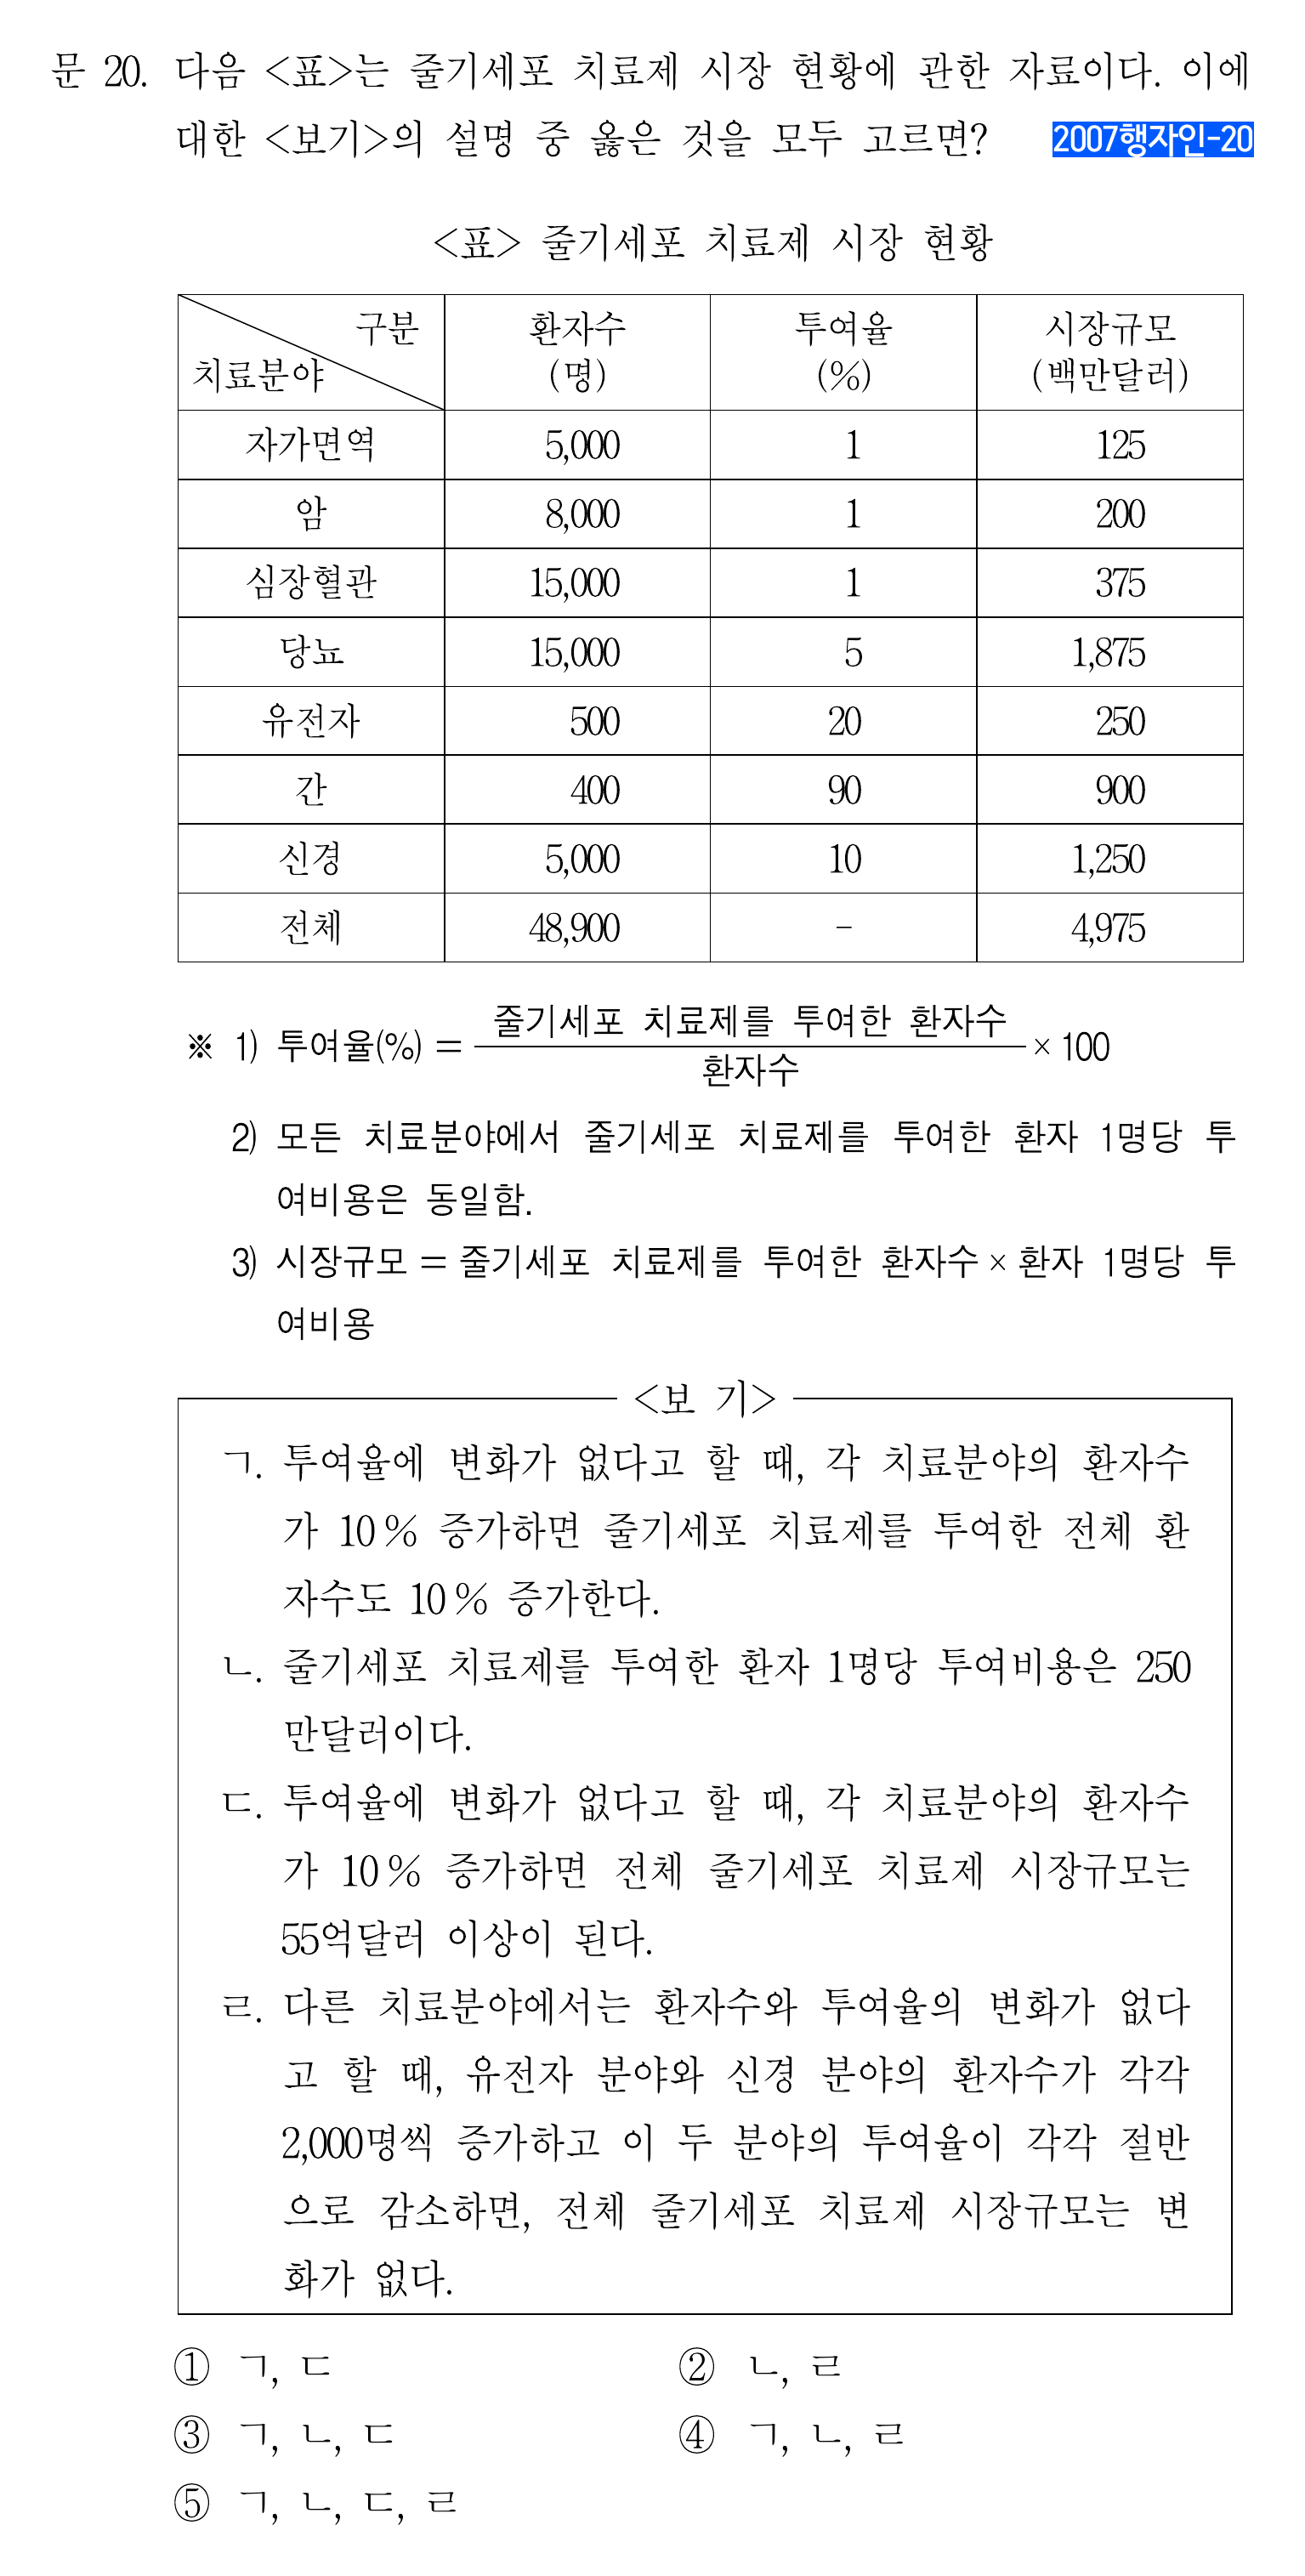 문 20. 다음 <표>는 줄기세포 치료제 시장 현황에 관한 자료이다. 이에
대한 <보기>의 설명 중 옳은 것을 모두 고르면? 2007행자인-20
<표> 줄기세포 치료제 시장 현황
구분 치료분야 환자수 (명) 투여율 (%) 시장규모 (백만달러)
자가면역 5,000 1 125
암 8,000 1 200
심장혈관 15,000 1 375
당뇨 15,000 5 1,875
유전자 500 20 250
간 400 90 900
신경 5,000 10 1,250
전체 48,900 - 4,975
※ 1) 투여율(%) = 줄기세포 치료제를 투여한 환자수 / 환자수 × 100
2) 모든 치료분야에서 줄기세포 치료제를 투여한 환자 1명당 투
여비용은 동일함.
3) 시장규모 = 줄기세포 치료제를 투여한 환자수 × 환자 1명당 투
여비용
<보 기>
ㄱ. 투여율에 변화가 없다고 할 때, 각 치료분야의 환자수
가 10% 증가하면 줄기세포 치료제를 투여한 전체 환
자수도 10% 증가한다.
ㄴ. 줄기세포 치료제를 투여한 환자 1명당 투여비용은 250
만달러이다.
ㄷ. 투여율에 변화가 없다고 할 때, 각 치료분야의 환자수
가 10% 증가하면 전체 줄기세포 치료제 시장규모는
55억달러 이상이 된다.
ㄹ. 다른 치료분야에서는 환자수와 투여율의 변화가 없다
고 할 때, 유전자 분야와 신경 분야의 환자수가 각각
2,000명씩 증가하고 이 두 분야의 투여율이 각각 절반
으로 감소하면, 전체 줄기세포 치료제 시장규모는 변
화가 없다.
① ㄱ, ㄷ ② ㄴ, ㄹ
③ ㄱ, ㄴ, ㄷ ④ ㄱ, ㄴ, ㄹ
⑤ ㄱ, ㄴ, ㄷ, ㄹ